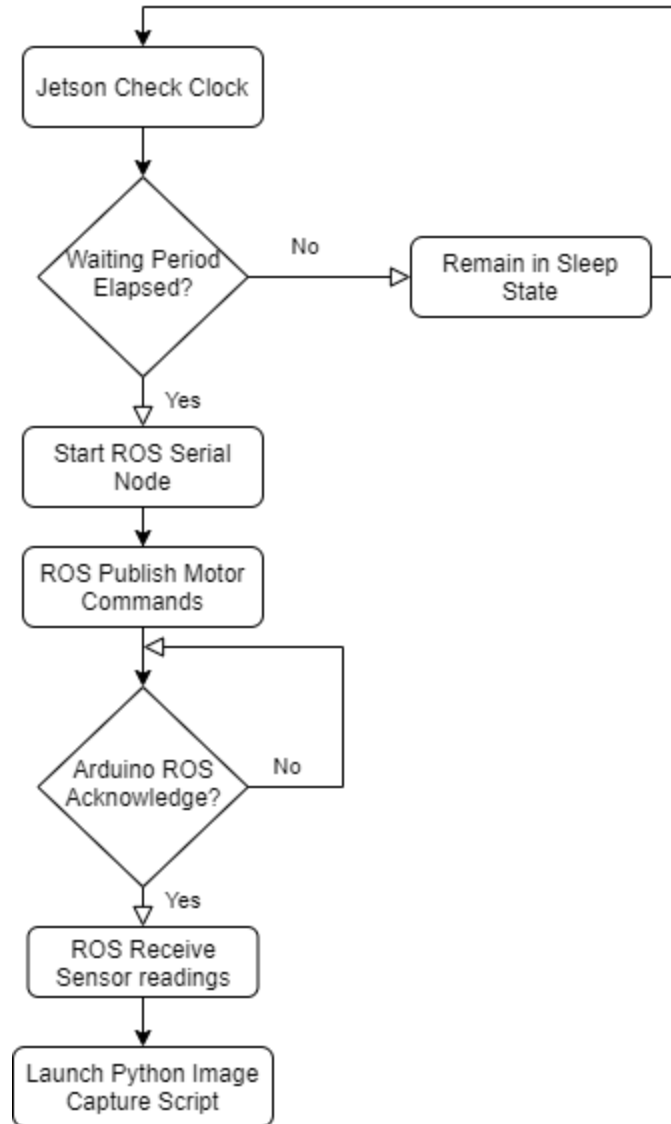 Jetson Check Clock
Waiting Period
Elapsed?
No
Remain in Sleep
State
Yes
Start ROS Serial
Node
ROS Publish Motor
Commands
Arduino ROS
Acknowledge?
No
Yes
ROS Receive
Sensor readings
Launch Python Image
Capture Script